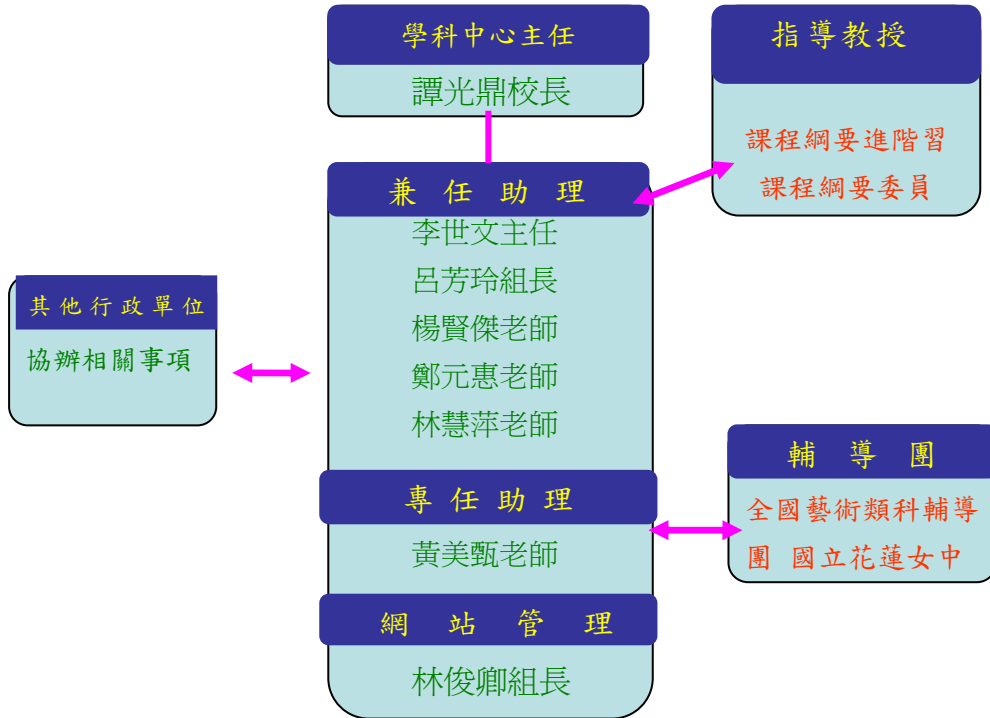 學科中心主任
譚光鼎校長
指導教授
課程綱要進階習
課程綱要委員
兼任助理
李世文主任
呂芳玲組長
楊賢傑老師
鄭元惠老師
林慧萍老師
其他行政單位
協辦相關事項
專任助理
黃美甄老師
輔導團
全國藝術類科輔導
團 國立花蓮女中
網站管理
林俊卿組長